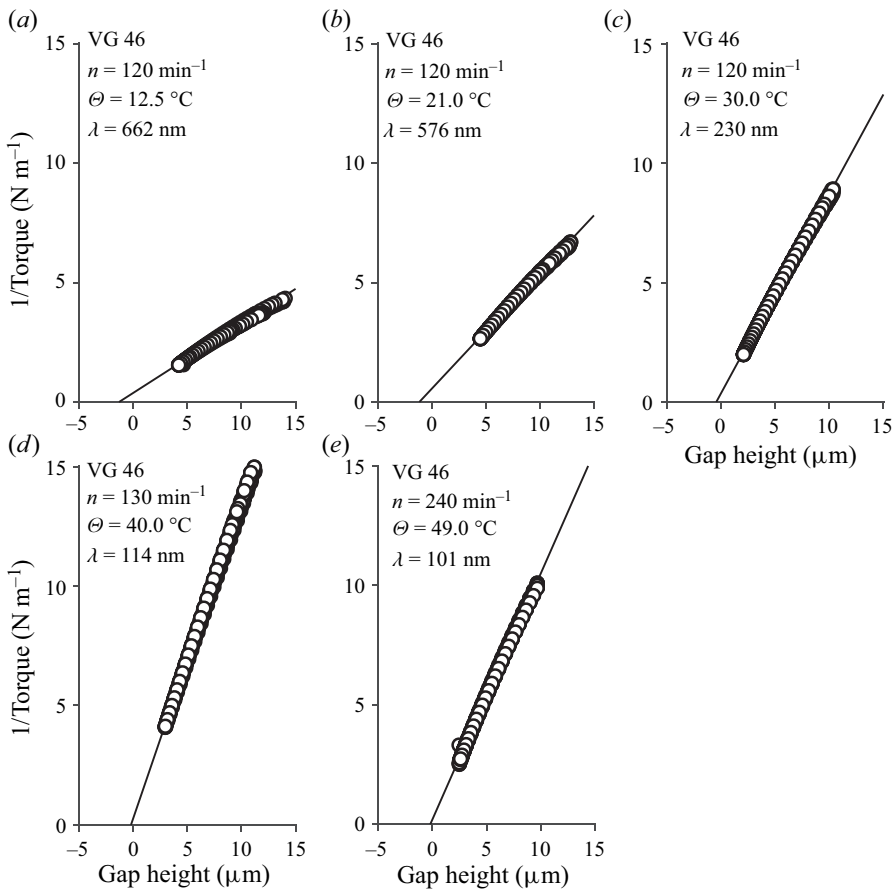 (a)
VG 46
n = 120 min⁻¹
Θ = 12.5 °C
λ = 662 nm
15
10
5
0
–5
0
5
10
15
1/Torque (N m⁻¹)
(b)
VG 46
n = 120 min⁻¹
Θ = 21.0 °C
λ = 576 nm
15
10
5
0
–5
0
5
10
15
(c)
VG 46
n = 120 min⁻¹
Θ = 30.0 °C
λ = 230 nm
15
10
5
0
–5
0
5
10
15
Gap height (μm)
(d)
VG 46
n = 130 min⁻¹
Θ = 40.0 °C
λ = 114 nm
15
10
5
0
–5
0
5
10
15
1/Torque (N m⁻¹)
Gap height (μm)
(e)
VG 46
n = 240 min⁻¹
Θ = 49.0 °C
λ = 101 nm
15
10
5
0
–5
0
5
10
15
Gap height (μm)